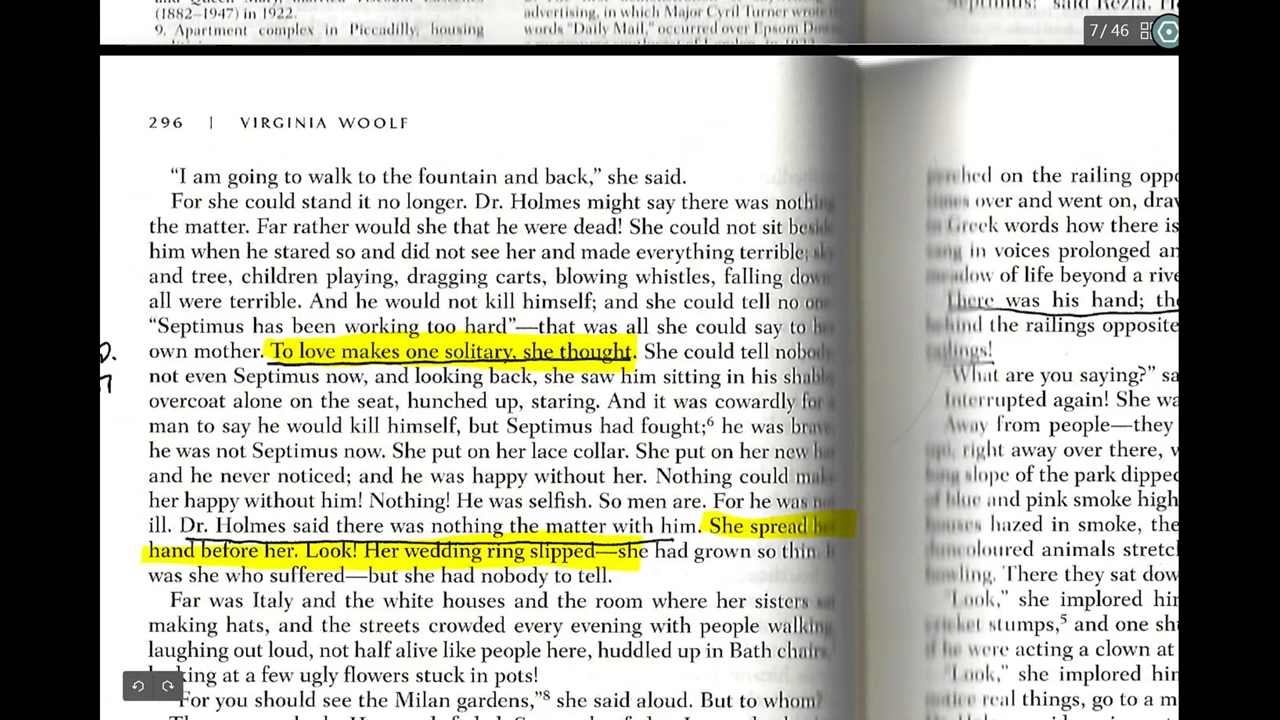 (1882–1947) in 1922.
9. Apartment complex in Piccadilly, housing
advertising, in which Major Cyril Turner wrote
words "Daily Mail," occurred over Epsom
septimus!" said Rezia.
7 / 46
296 | VIRGINIA WOOLF
"I am going to walk to the fountain and back," she said.
For she could stand it no longer. Dr. Holmes might say there was nothing
the matter. Far rather would she that he were dead! She could not sit beside
him when he stared so and did not see her and made everything terrible; sky
and tree, children playing, dragging carts, blowing whistles, falling down
all were terrible. And he would not kill himself; and she could tell no one
"Septimus has been working too hard"—that was all she could say to her
own mother. To love makes one solitary, she thought. She could tell nobody
not even Septimus now, and looking back, she saw him sitting in his shabby
overcoat alone on the seat, hunched up, staring. And it was cowardly for a
man to say he would kill himself, but Septimus had fought;⁶ he was brave
he was not Septimus now. She put on her lace collar. She put on her new hat
and he never noticed; and he was happy without her. Nothing could make
her happy without him! Nothing! He was selfish. So men are. For he was not
ill. Dr. Holmes said there was nothing the matter with him. She spread her
hand before her. Look! Her wedding ring slipped—she had grown so thin. It
was she who suffered—but she had nobody to tell.
Far was Italy and the white houses and the room where her sisters sat
making hats, and the streets crowded every evening with people walking
laughing out loud, not half alive like people here, huddled up in Bath chairs
looking at a few ugly flowers stuck in pots!
"For you should see the Milan gardens,"⁸ she said aloud. But to whom?
perched on the railing oppo
times over and went on, draw
in Greek words how there is
sang in voices prolonged an
meadow of life beyond a rive
There was his hand; the
behind the railings opposite
railings!
"What are you saying?" sa
Interrupted again! She wa
Away from people—they
up, right away over there, w
long slope of the park dipped
of blue and pink smoke high
houses hazed in smoke, the
duncoloured animals stretch
howling. There they sat dow
"Look," she implored him
cricket stumps,⁵ and one sh
if he were acting a clown at
"Look," she implored him
notice real things, go to a m